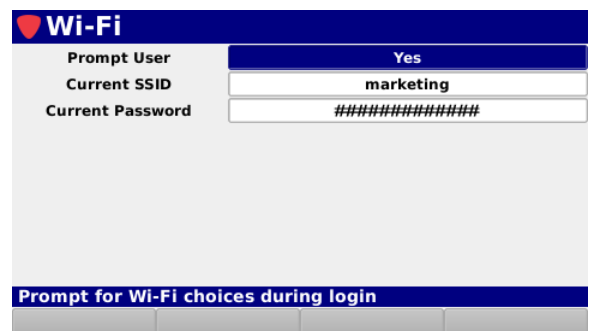 Wi-Fi
Prompt User Yes
Current SSID marketing
Current Password #############
Prompt for Wi-Fi choices during login